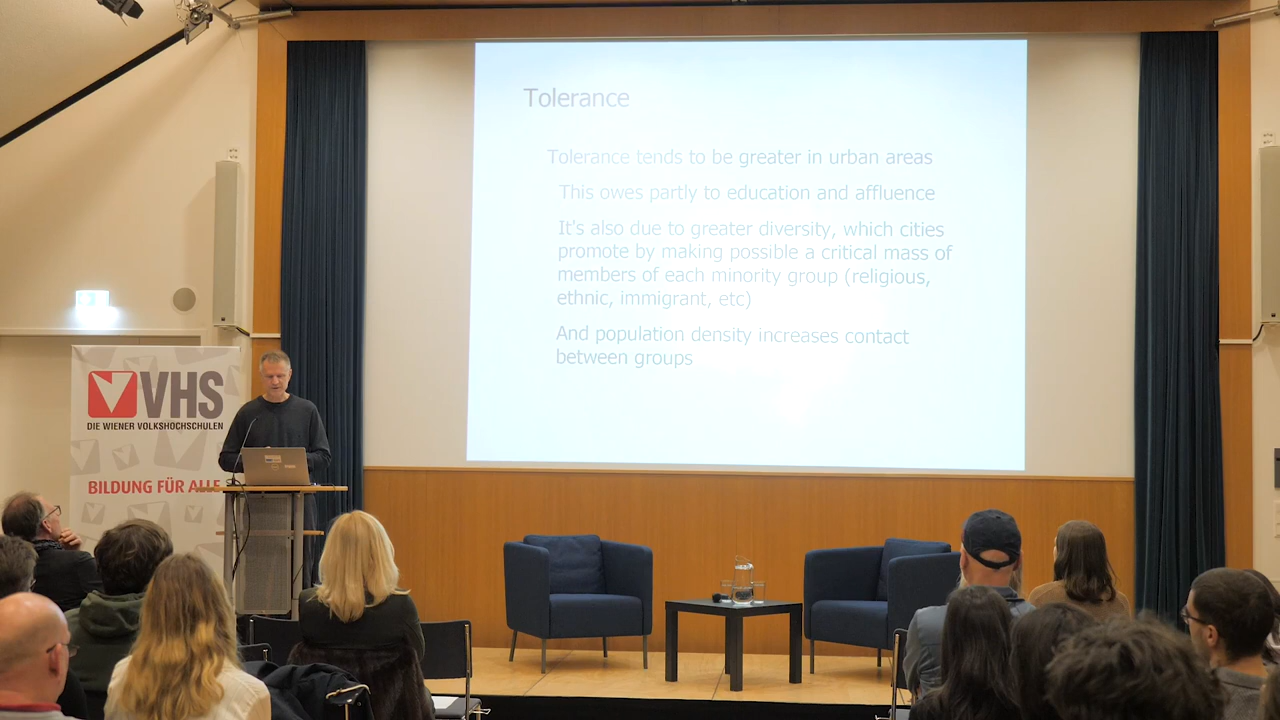 Tolerance
Tolerance tends to be greater in urban areas
This owes partly to education and affluence
It's also due to greater diversity, which cities
promote by making possible a critical mass of
members of each minority group (religious,
ethnic, immigrant, etc)
And population density increases contact
between groups
VHS
DIE WIENER VOLKSHOCHSCHULEN
BILDUNG FÜR ALLE